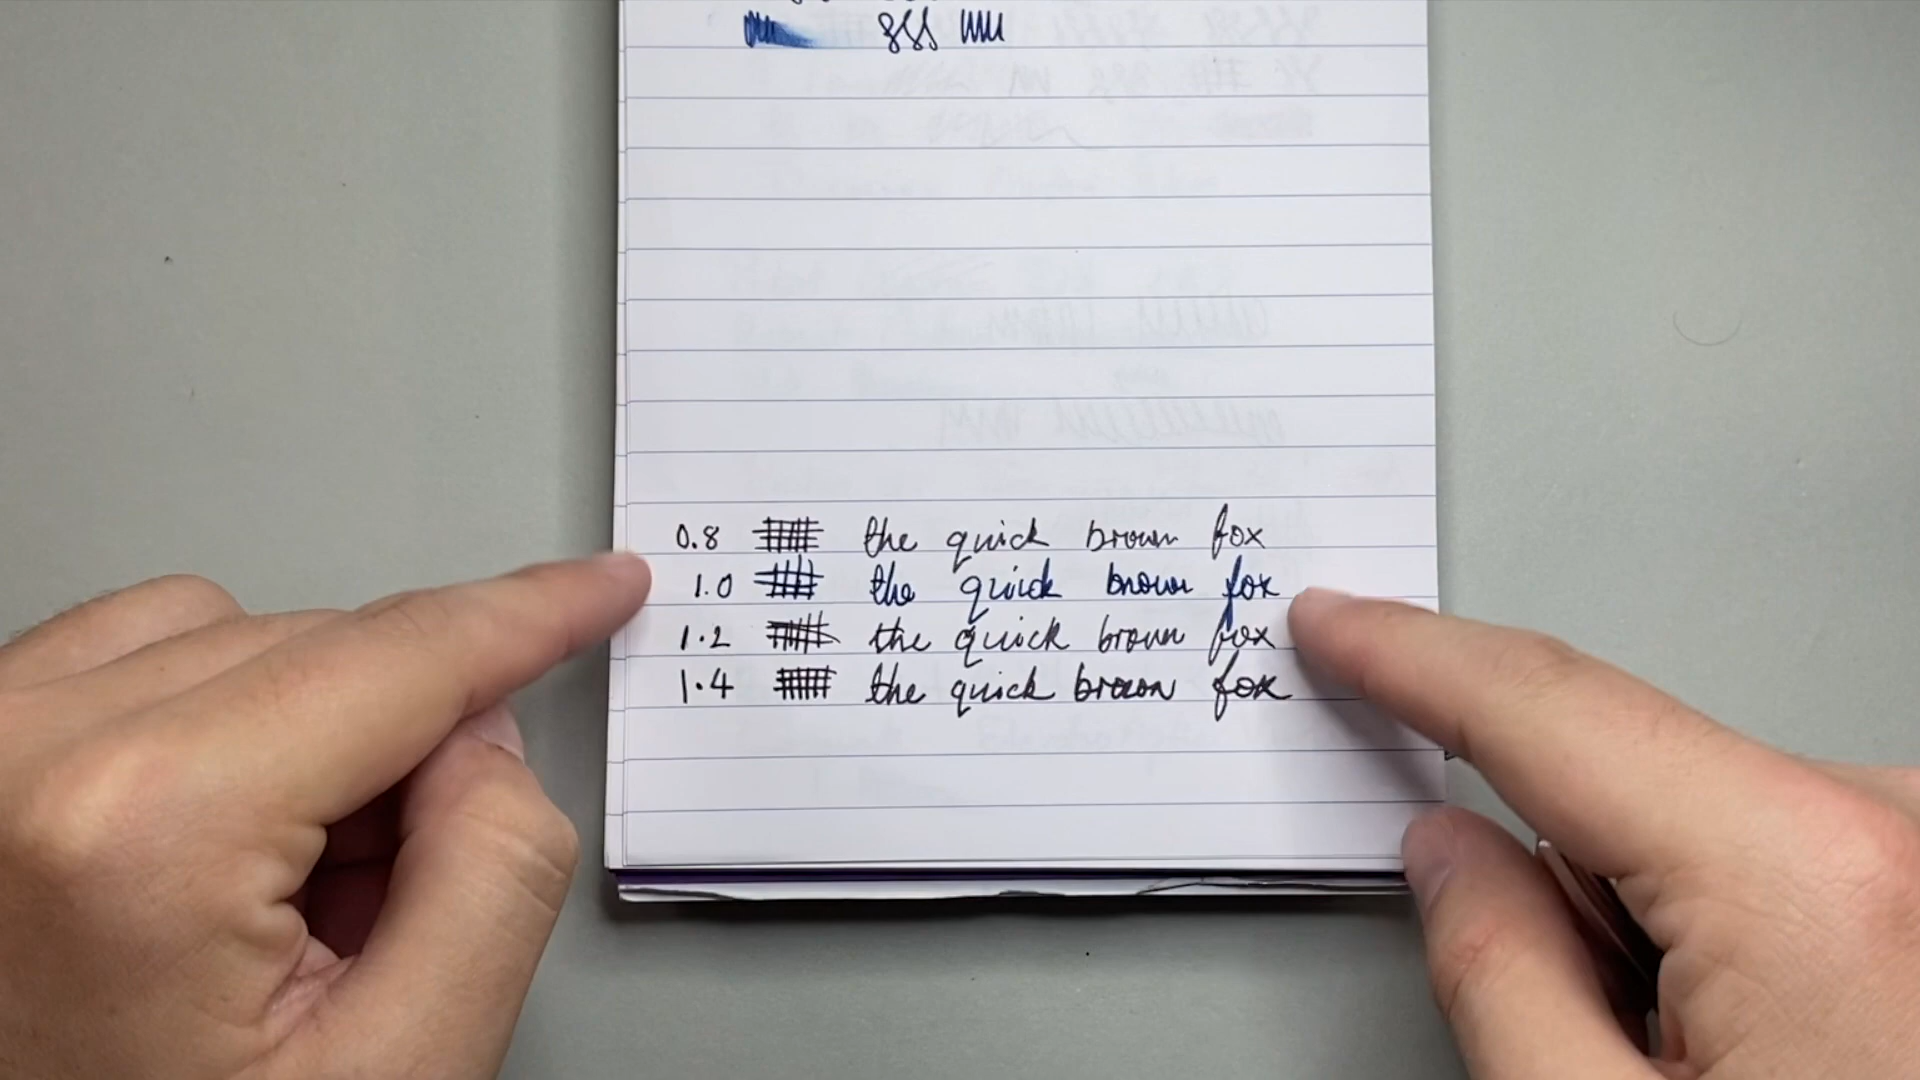 0.8 the quick brown fox
1.0 the quick brown fox
1.2 the quick brown fox
1.4 the quick brown fox